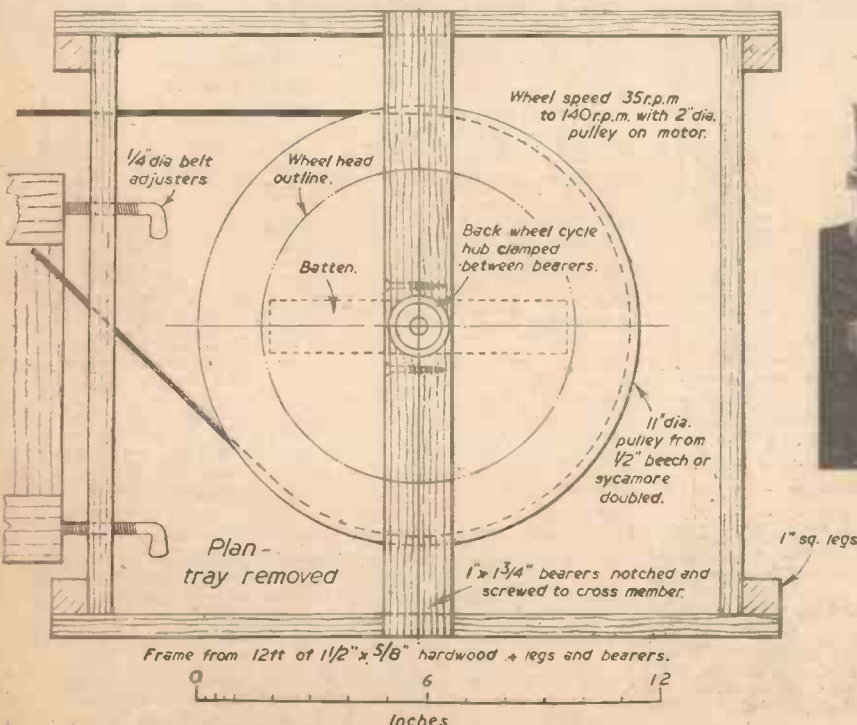 Wheel speed 35r.p.m
to 140r.p.m. with 2"dia.
pulley on motor.
1/4"dia belt
adjusters
Wheel head
outline.
Back wheel cycle
hub clamped
between bearers.
Batten.
11"dia.
pulley from
1/2" beech or
sycamore
doubled.
Plan-
tray removed
1" sq. legs
1"x 1 3/4" bearers notched and
screwed to cross member.
Frame from 12ft of 1 1/2" x 5/8" hardwood + legs and bearers.
0 6 12
Inches